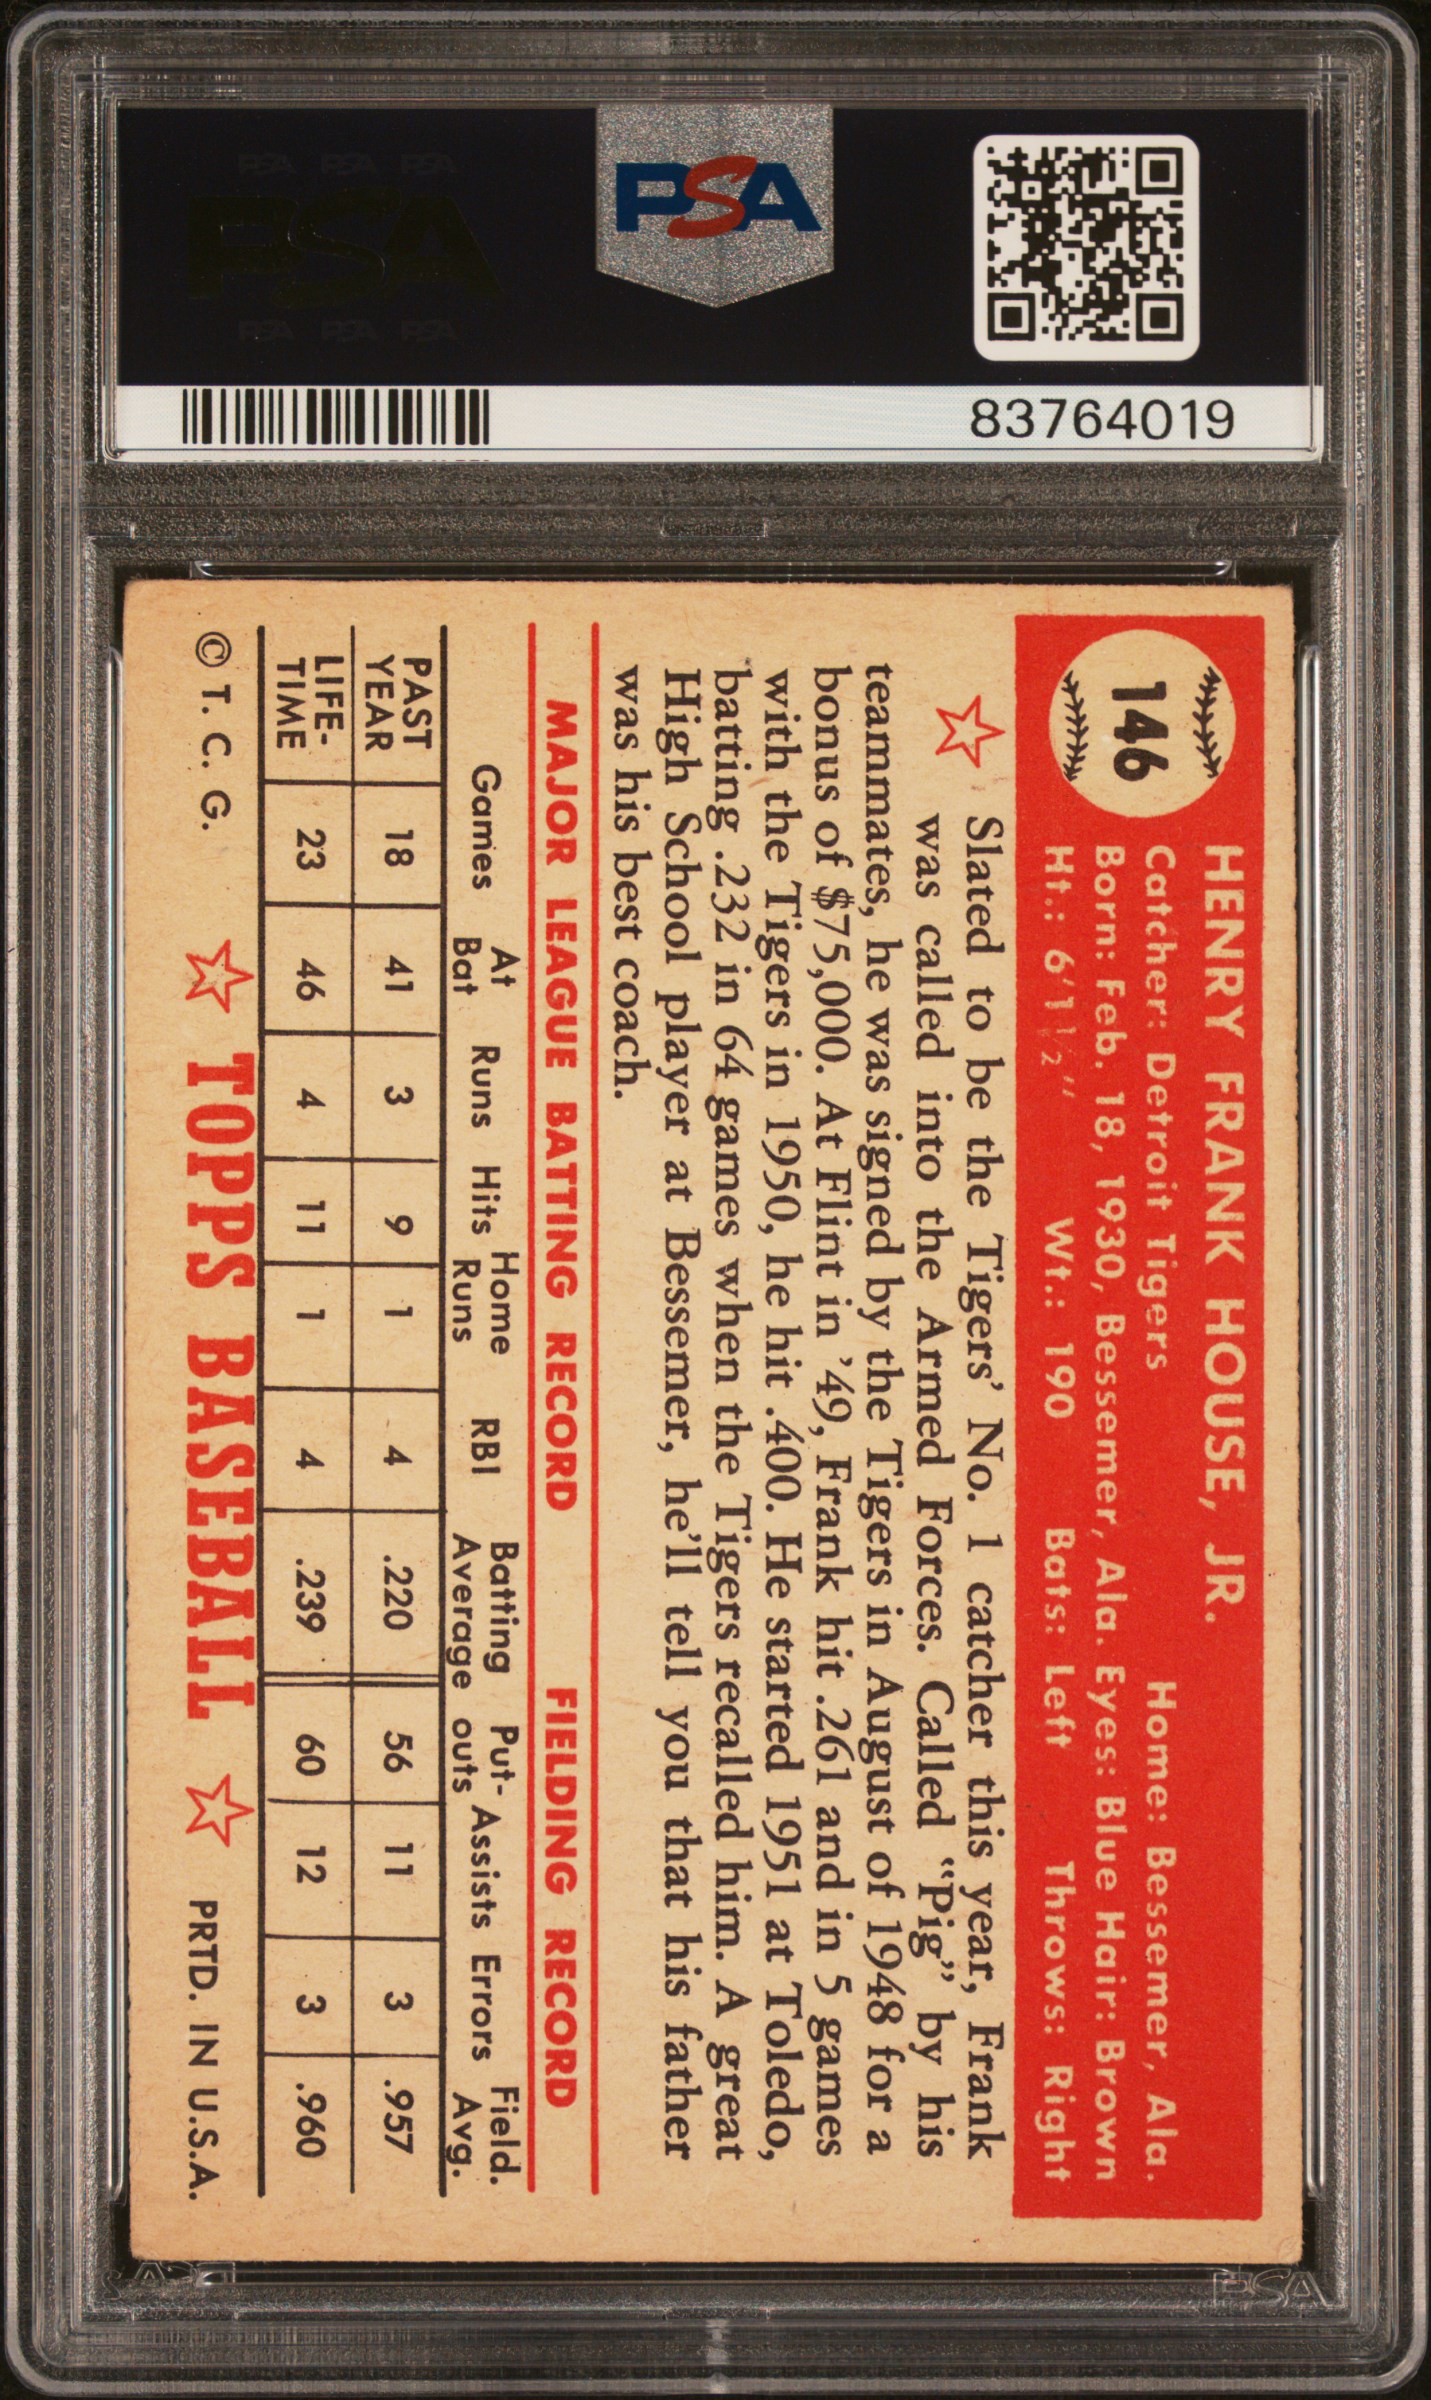 PSA PSA PSA
PSA
PSA PSA PSA
PSA
83764019
146
HENRY FRANK HOUSE, JR.
Catcher: Detroit Tigers Home: Bessemer, Ala.
Born: Feb. 18, 1930, Bessemer, Ala. Eyes: Blue Hair: Brown
Ht.: 6'1½" Wt.: 190 Bats: Left Throws: Right
Slated to be the Tigers' No. 1 catcher this year, Frank
was called into the Armed Forces. Called "Pig" by his
teammates, he was signed by the Tigers in August of 1948 for a
bonus of $75,000. At Flint in '49, Frank hit .261 and in 5 games
with the Tigers in 1950, he hit .400. He started 1951 at Toledo,
batting .232 in 64 games when the Tigers recalled him. A great
High School player at Bessemer, he'll tell you that his father
was his best coach.
MAJOR LEAGUE BATTING RECORD FIELDING RECORD
Games At Bat Runs Hits Home Runs RBI Batting Average Put-outs Assists Errors Field. Avg.
PAST YEAR 18 41 3 9 1 4 .220 56 11 3 .957
LIFE-TIME 23 46 4 11 1 4 .239 60 12 3 .960
© T. C. G. TOPPS BASEBALL PRTD. IN U.S.A.
PSA
PSA